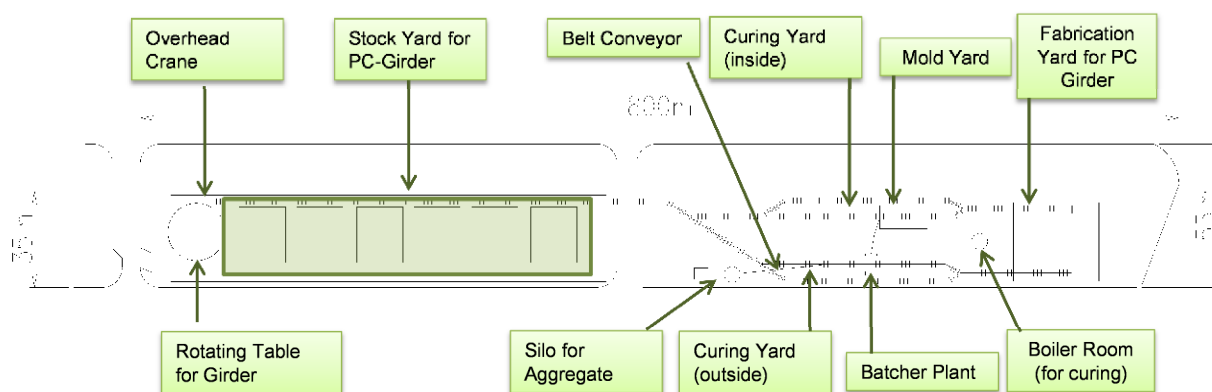 Overhead
Crane
Stock Yard for
PC-Girder
Belt Conveyor
Curing Yard
(inside)
Mold Yard
Fabrication
Yard for PC
Girder
800m
Rotating Table
for Girder
Silo for
Aggregate
Curing Yard
(outside)
Batcher Plant
Boiler Room
(for curing)